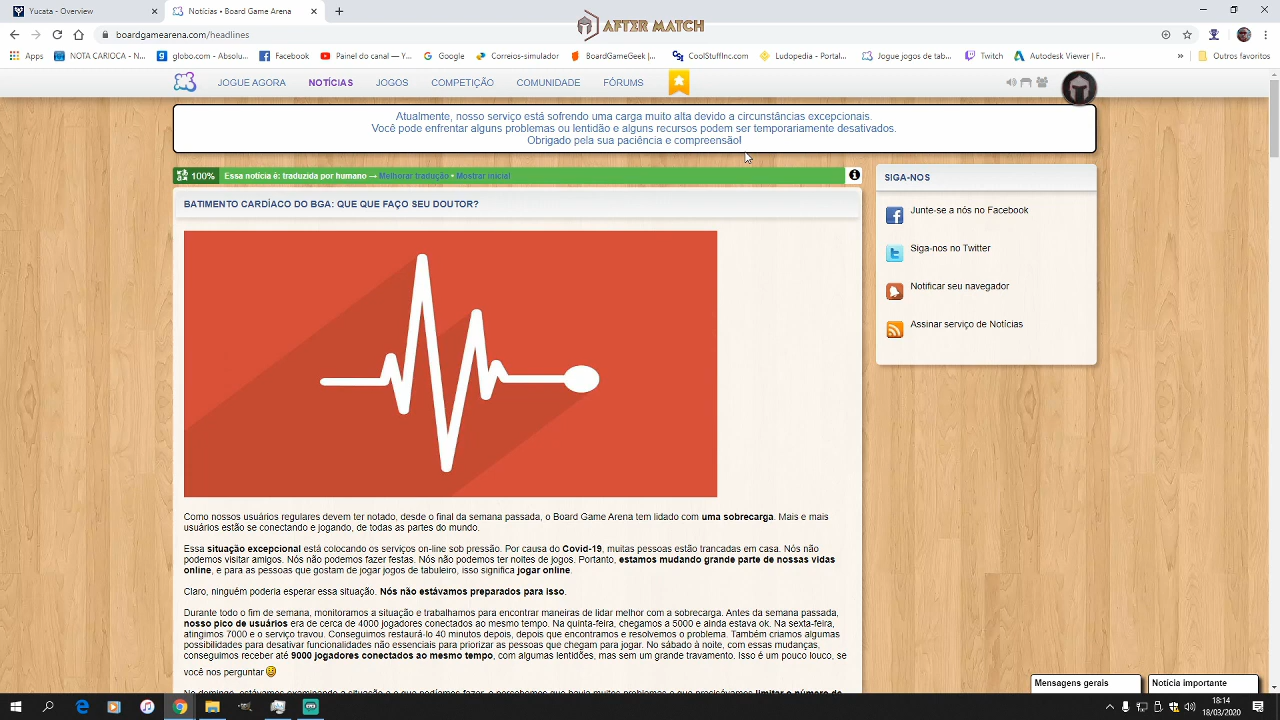 Yucata - Overview
Notícias • Board Game Arena
AFTER MATCH
boardgamearena.com/headlines
Apps
NOTA CARIOCA - N...
globo.com - Absolu...
Facebook
Painel do canal — Y...
Google
Correios-simulador
BoardGameGeek |...
CoolStuffInc.com
Ludopedia - Portal...
Jogue jogos de tab...
Twitch
Autodesk Viewer | F...
Outros favoritos
JOGUE AGORA
NOTÍCIAS
JOGOS
COMPETIÇÃO
COMUNIDADE
FÓRUMS
Atualmente, nosso serviço está sofrendo uma carga muito alta devido a circunstâncias excepcionais.
Você pode enfrentar alguns problemas ou lentidão e alguns recursos podem ser temporariamente desativados.
Obrigado pela sua paciência e compreensão!
100% Essa notícia é: traduzida por humano → Melhorar tradução • Mostrar inicial
BATIMENTO CARDÍACO DO BGA: QUE QUE FAÇO SEU DOUTOR?
SIGA-NOS
Junte-se a nós no Facebook
Siga-nos no Twitter
Notificar seu navegador
Assinar serviço de Notícias
Como nossos usuários regulares devem ter notado, desde o final da semana passada, o Board Game Arena tem lidado com uma sobrecarga. Mais e mais
usuários estão se conectando e jogando, de todas as partes do mundo.
Essa situação excepcional está colocando os serviços on-line sob pressão. Por causa do Covid-19, muitas pessoas estão trancadas em casa. Nós não
podemos visitar amigos. Nós não podemos fazer festas. Nós não podemos ter noites de jogos. Portanto, estamos mudando grande parte de nossas vidas
online, e para as pessoas que gostam de jogar jogos de tabuleiro, isso significa jogar online.
Claro, ninguém poderia esperar essa situação. Nós não estávamos preparados para isso.
Durante todo o fim de semana, monitoramos a situação e trabalhamos para encontrar maneiras de lidar melhor com a sobrecarga. Antes da semana passada,
nosso pico de usuários era de cerca de 4000 jogadores conectados ao mesmo tempo. Na quinta-feira, chegamos a 5000 e ainda estava ok. Na sexta-feira,
atingimos 7000 e o serviço travou. Conseguimos restaurá-lo 40 minutos depois, depois que encontramos e resolvemos o problema. Também criamos algumas
possibilidades para desativar funcionalidades não essenciais para priorizar as pessoas que chegam para jogar. No sábado à noite, com essas mudanças,
conseguimos receber até 9000 jogadores conectados ao mesmo tempo, com algumas lentidões, mas sem um grande travamento. Isso é um pouco louco, se
você nos perguntar
Mensagens gerais
Notícia importante
18:14
18/03/2020